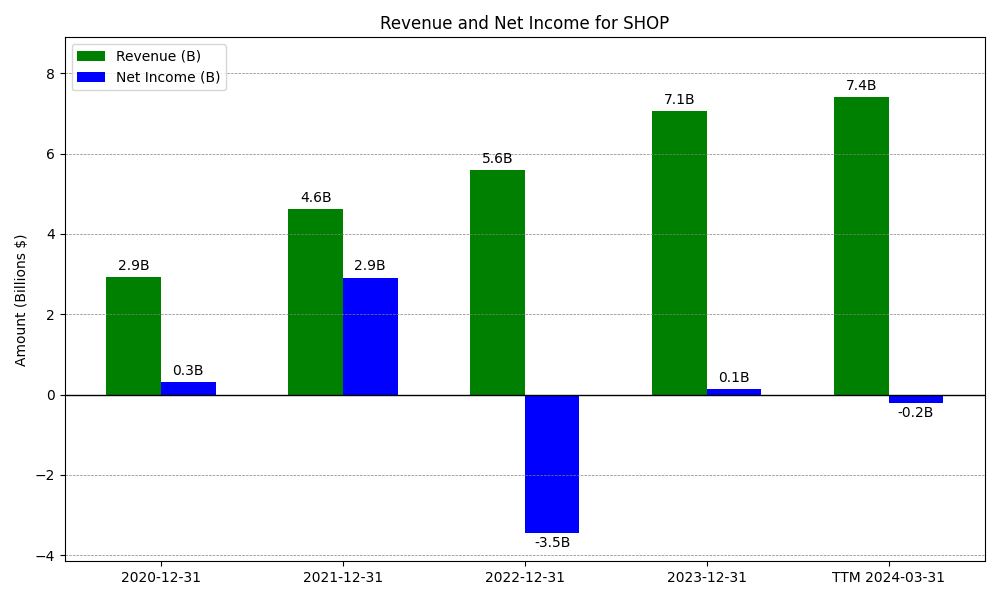 Revenue and Net Income for SHOP
Revenue (B)
Net Income (B)
Amount (Billions $)
8
6
4
2
0
−2
−4
2.9B
0.3B
4.6B
2.9B
5.6B
-3.5B
7.1B
0.1B
7.4B
-0.2B
2020-12-31
2021-12-31
2022-12-31
2023-12-31
TTM 2024-03-31